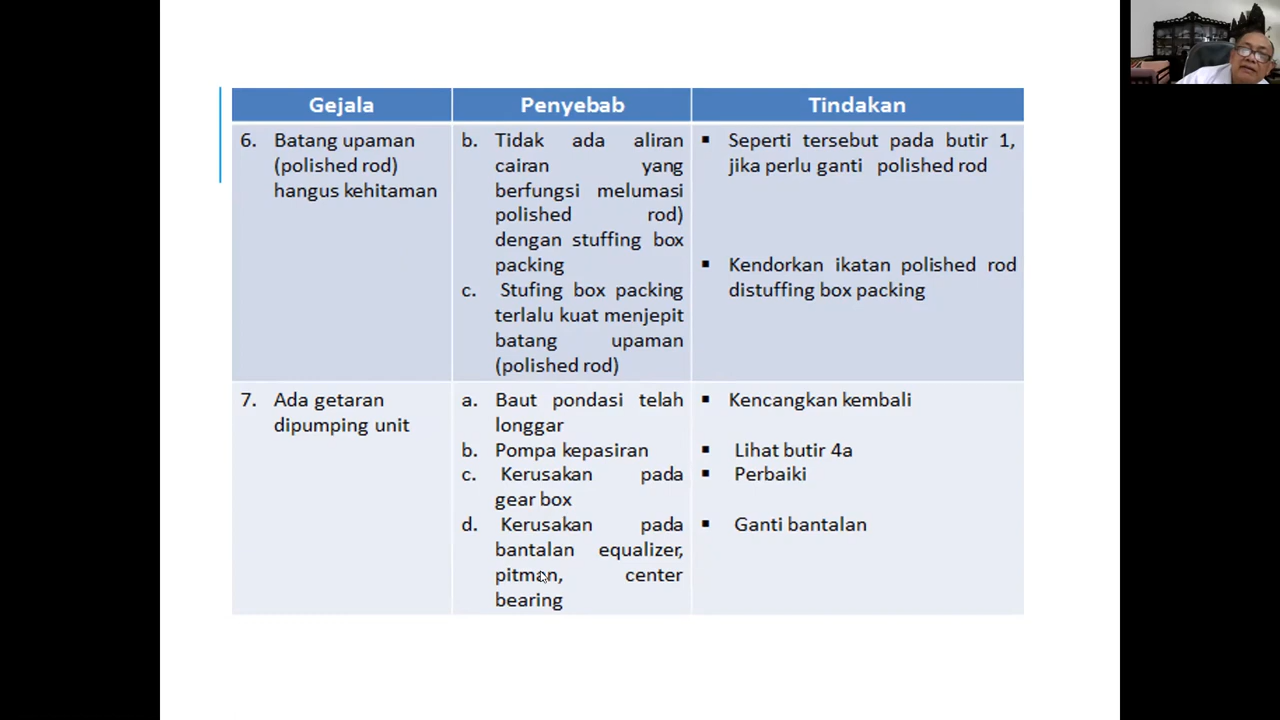 Gejala
Penyebab
Tindakan
6. Batang upaman
(polished rod)
hangus kehitaman
b. Tidak ada aliran
cairan yang
berfungsi melumasi
polished rod)
dengan stuffing box
packing
c. Stufing box packing
terlalu kuat menjepit
batang upaman
(polished rod)
▪ Seperti tersebut pada butir 1,
jika perlu ganti polished rod
▪ Kendorkan ikatan polished rod
distuffing box packing
7. Ada getaran
dipumping unit
a. Baut pondasi telah
longgar
b. Pompa kepasiran
c. Kerusakan pada
gear box
d. Kerusakan pada
bantalan equalizer,
pitman, center
bearing
▪ Kencangkan kembali
▪ Lihat butir 4a
▪ Perbaiki
▪ Ganti bantalan